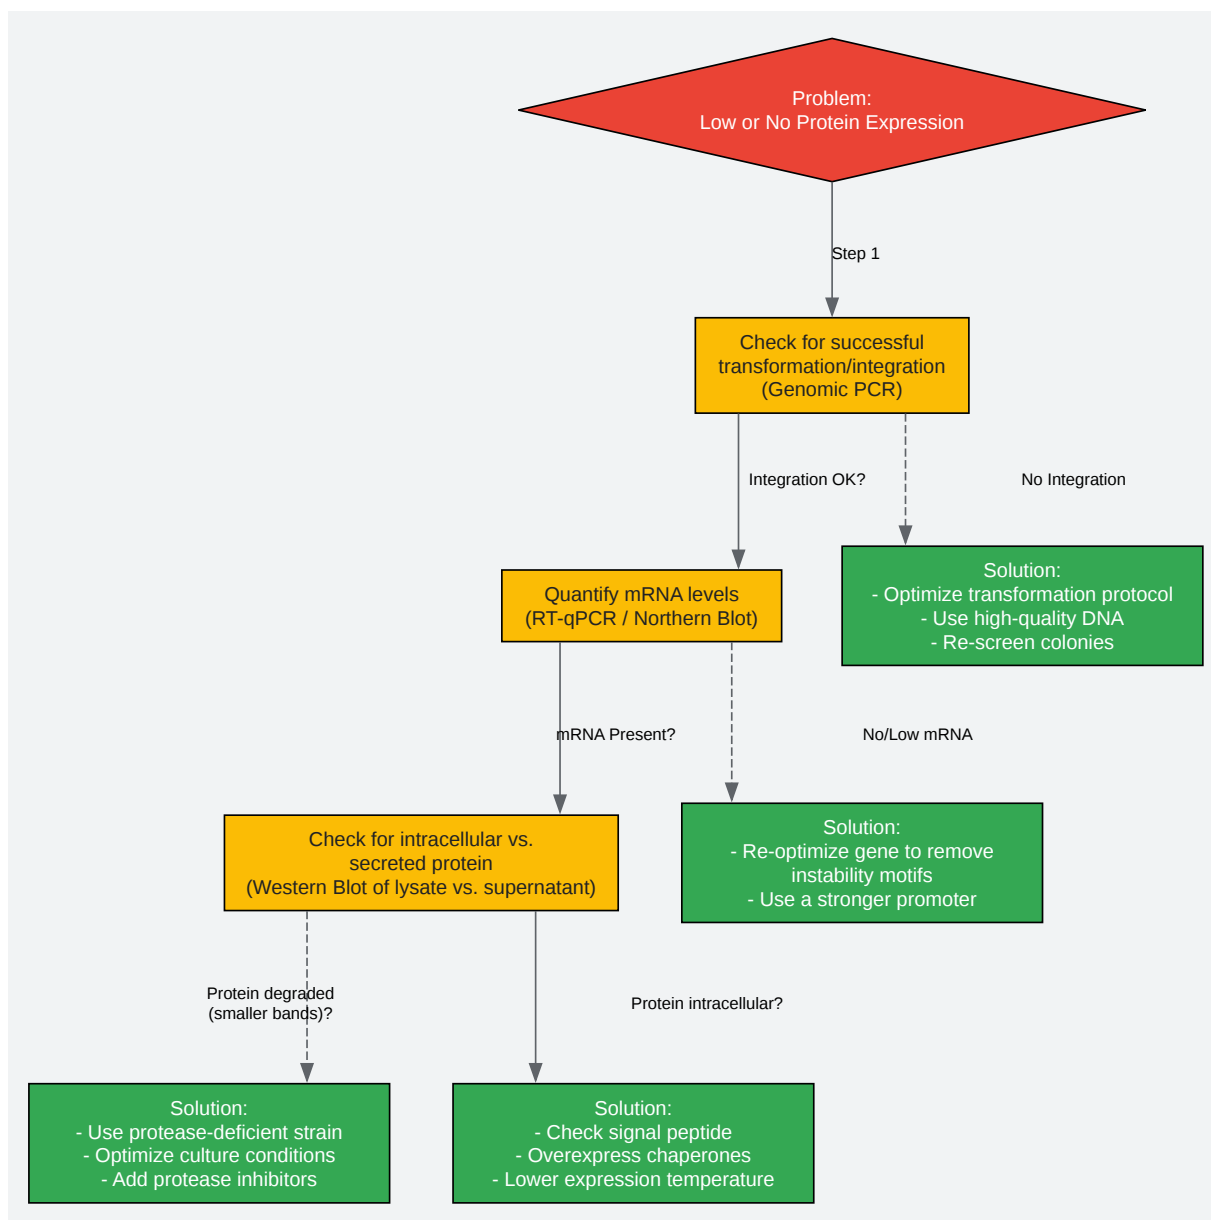 Problem:
Low or No Protein Expression
Step 1
Check for successful
transformation/integration
(Genomic PCR)
Integration OK?
No Integration
Solution:
- Optimize transformation protocol
- Use high-quality DNA
- Re-screen colonies
Quantify mRNA levels
(RT-qPCR / Northern Blot)
mRNA Present?
No/Low mRNA
Solution:
- Re-optimize gene to remove
instability motifs
- Use a stronger promoter
Check for intracellular vs.
secreted protein
(Western Blot of lysate vs. supernatant)
Protein degraded
(smaller bands)?
Protein intracellular?
Solution:
- Use protease-deficient strain
- Optimize culture conditions
- Add protease inhibitors
Solution:
- Check signal peptide
- Overexpress chaperones
- Lower expression temperature